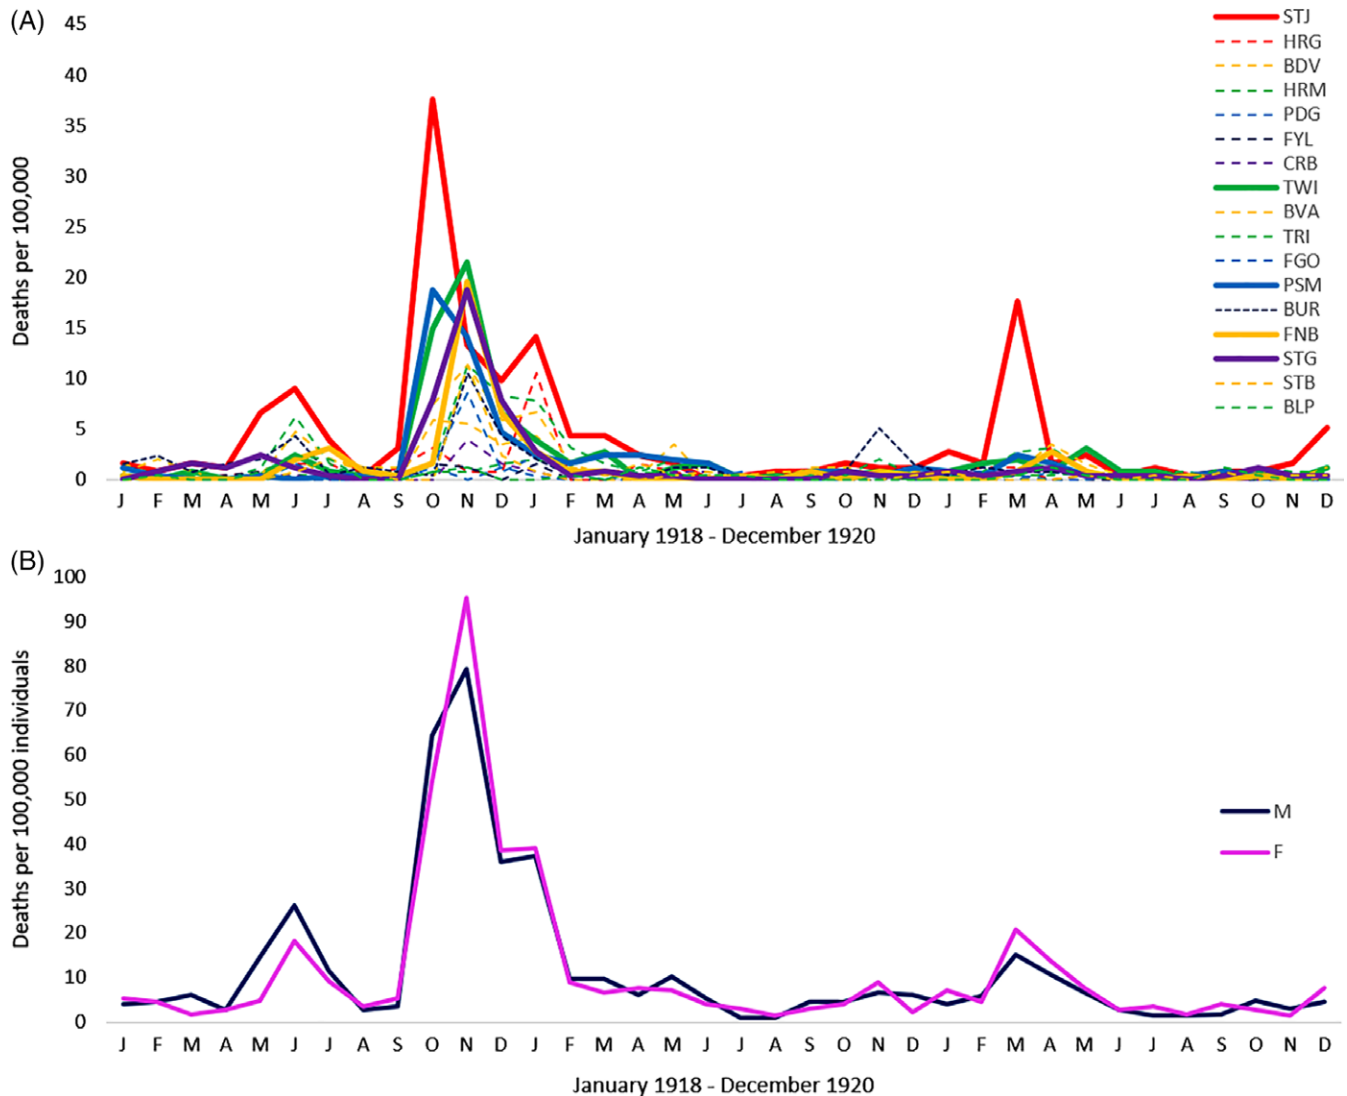 (A)
45
40
35
30
25
20
15
10
5
0
Deaths per 100,000
STJ
HRG
BDV
HRM
PDG
FYL
CRB
TWI
BVA
TRI
FGO
PSM
BUR
FNB
STG
STB
BLP
J F M A M J J A S O N D J F M A M J J A S O N D J F M A M J J A S O N D
January 1918 - December 1920
(B)
100
90
80
70
60
50
40
30
20
10
0
Deaths per 100,000 individuals
M
F
J F M A M J J A S O N D J F M A M J J A S O N D J F M A M J J A S O N D
January 1918 - December 1920